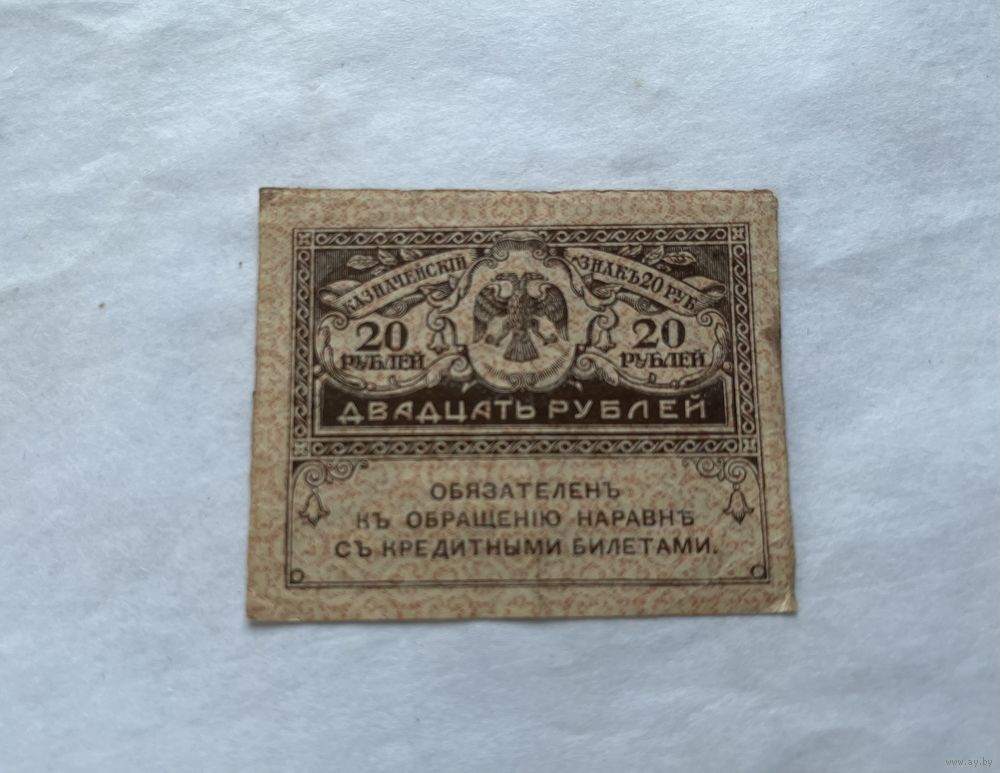 КАЗНАЧЕЙСКІЙ ЗНАКЪ 20 РУБ.
20 20
РУБЛЕЙ РУБЛЕЙ
ДВАДЦАТЬ РУБЛЕЙ
ОБЯЗАТЕЛЕНЪ
КЪ ОБРАЩЕНІЮ НАРАВНѢ
СЪ КРЕДИТНЫМИ БИЛЕТАМИ.
www.ay.by